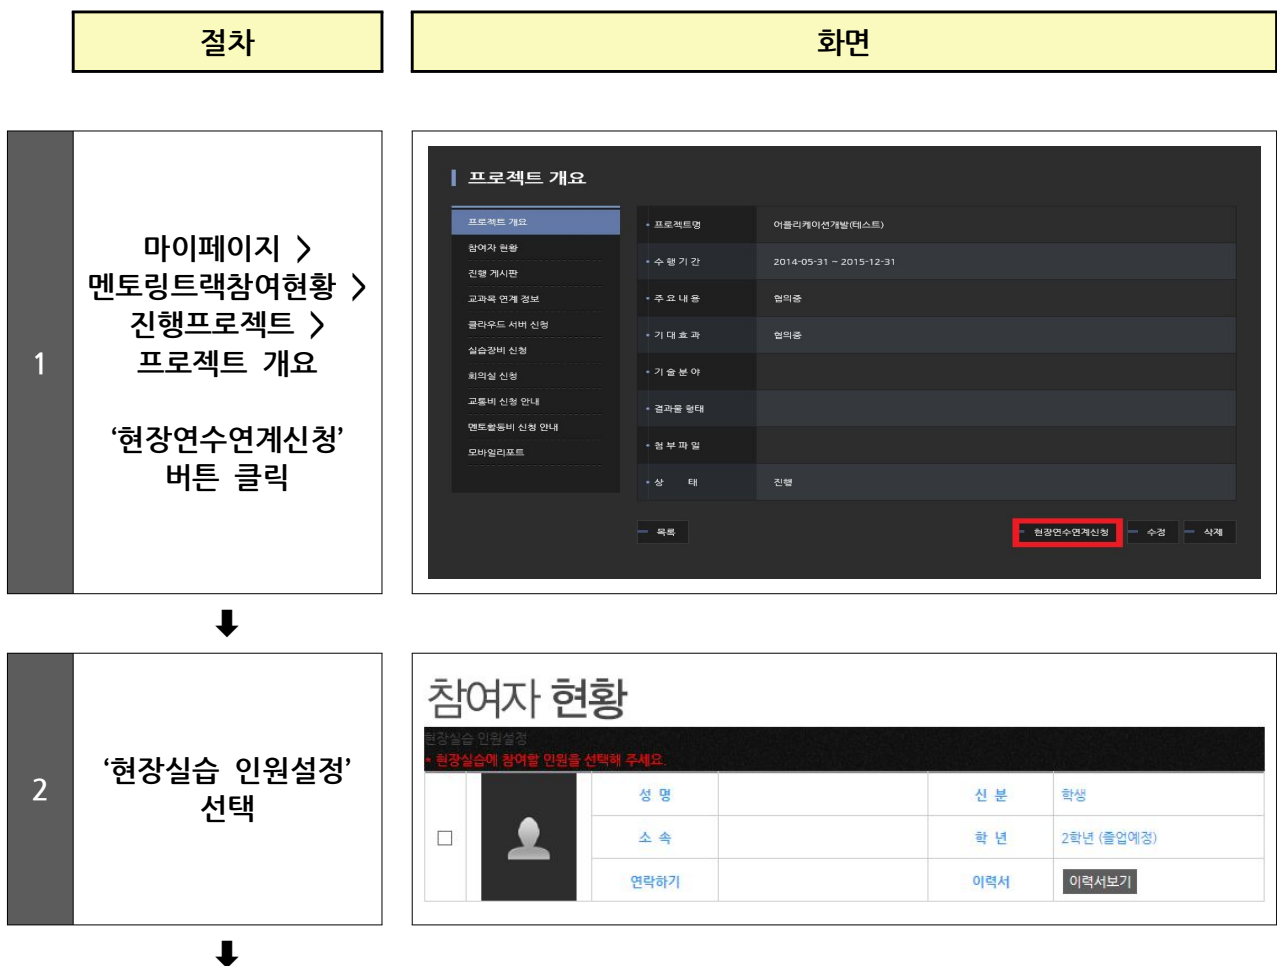 절차
화면
1
마이페이지 >
멘토링트랙참여현황 >
진행프로젝트 >
프로젝트 개요
‘현장연수연계신청’
버튼 클릭
프로젝트 개요
프로젝트 개요
참여자 현황
진행 게시판
교과목 연계 정보
클라우드 서버 신청
실습장비 신청
회의실 신청
교통비 신청 안내
멘토활동비 신청 안내
모바일리포트
프로젝트명 어플리케이션개발(테스트)
수 행 기 간 2014-05-31 ~ 2015-12-31
주 요 내 용 협의중
기 대 효 과 협의중
기 술 분 야
결과물 형태
첨 부 파 일
상 태 진행
목록 현장연수연계신청 수정 삭제
2
‘현장실습 인원설정’
선택
참여자 현황
현장실습 인원설정
* 현장실습에 참여할 인원을 선택해 주세요.
성 명 신 분 학생
소 속 학 년 2학년 (졸업예정)
연락하기 이력서 이력서보기